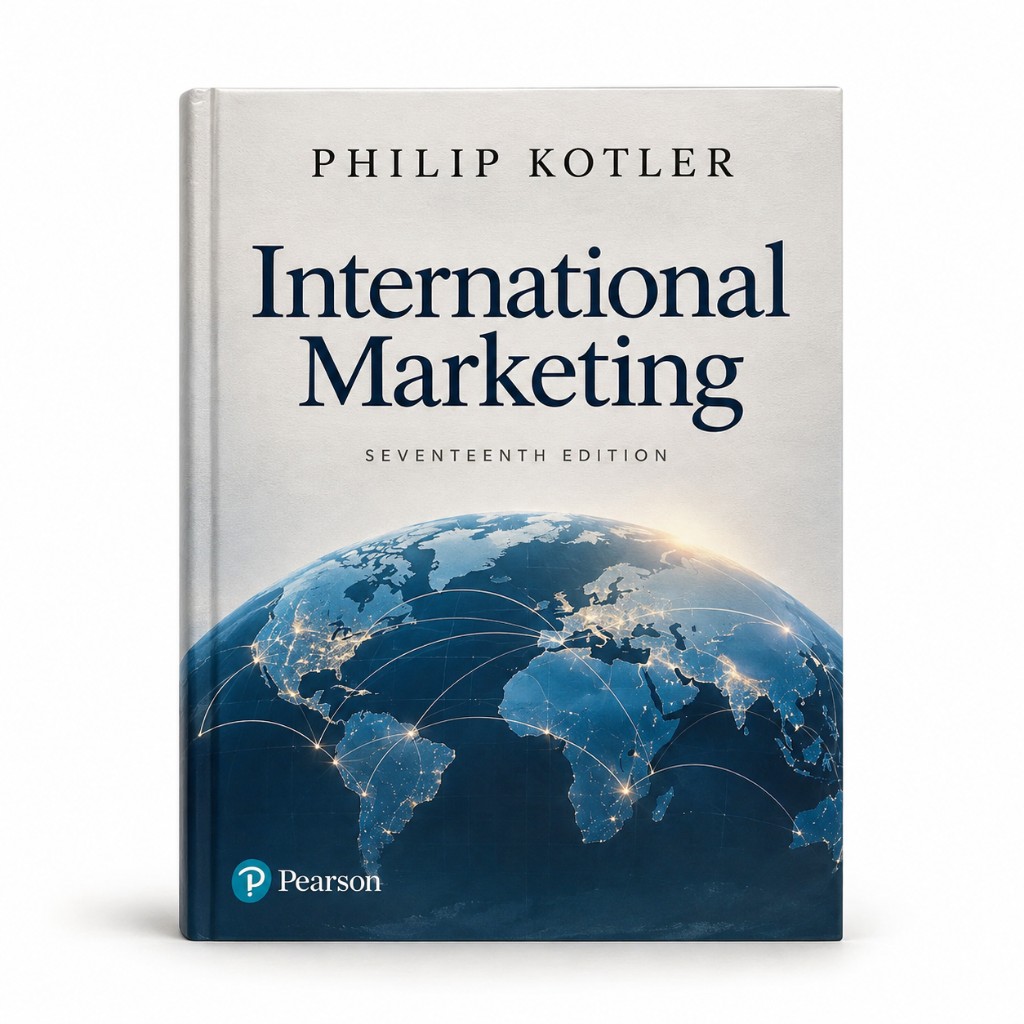 PHILIP KOTLER
International
Marketing
SEVENTEENTH EDITION
Pearson